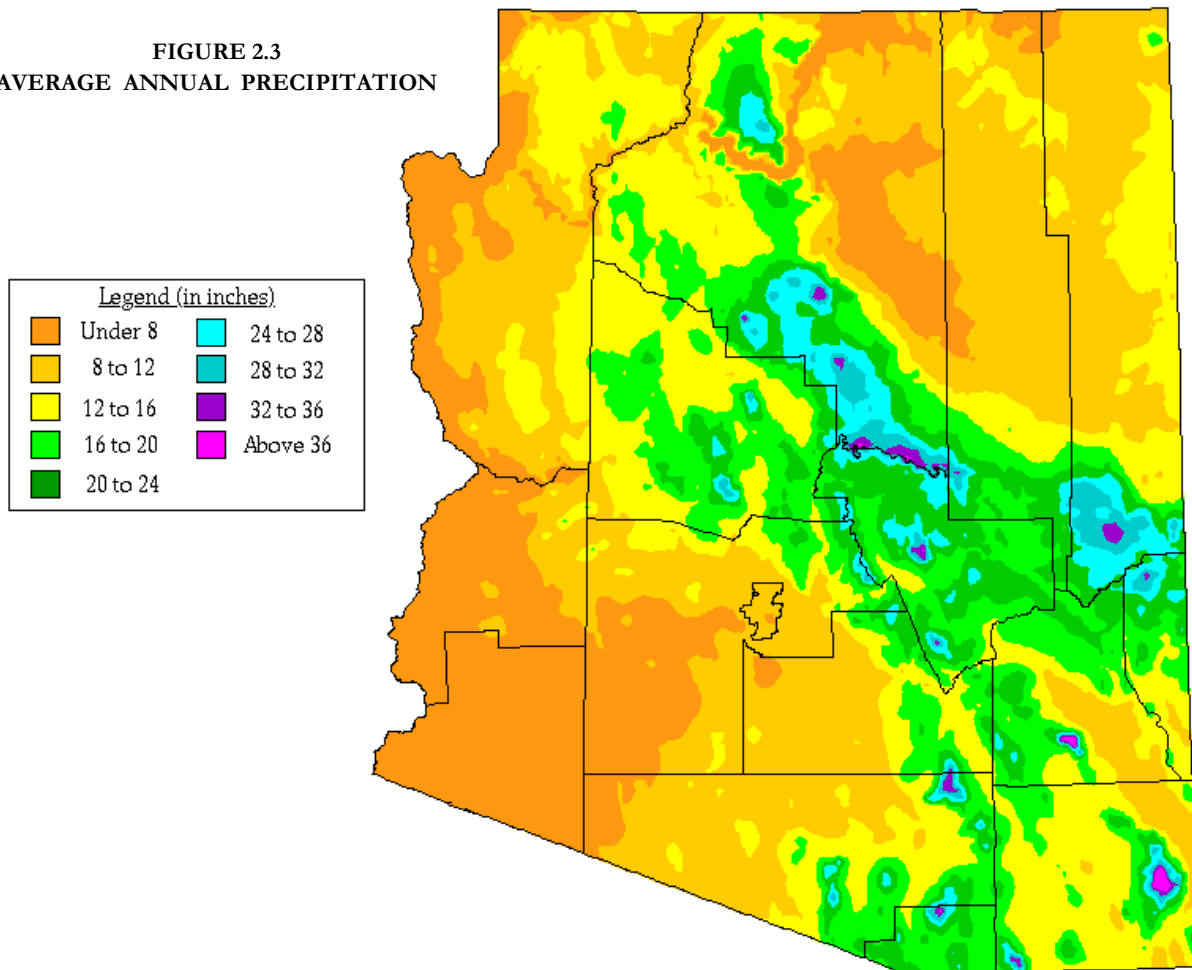 FIGURE 2.3
AVERAGE ANNUAL PRECIPITATION
Legend (in inches)
Under 8
8 to 12
12 to 16
16 to 20
20 to 24
24 to 28
28 to 32
32 to 36
Above 36